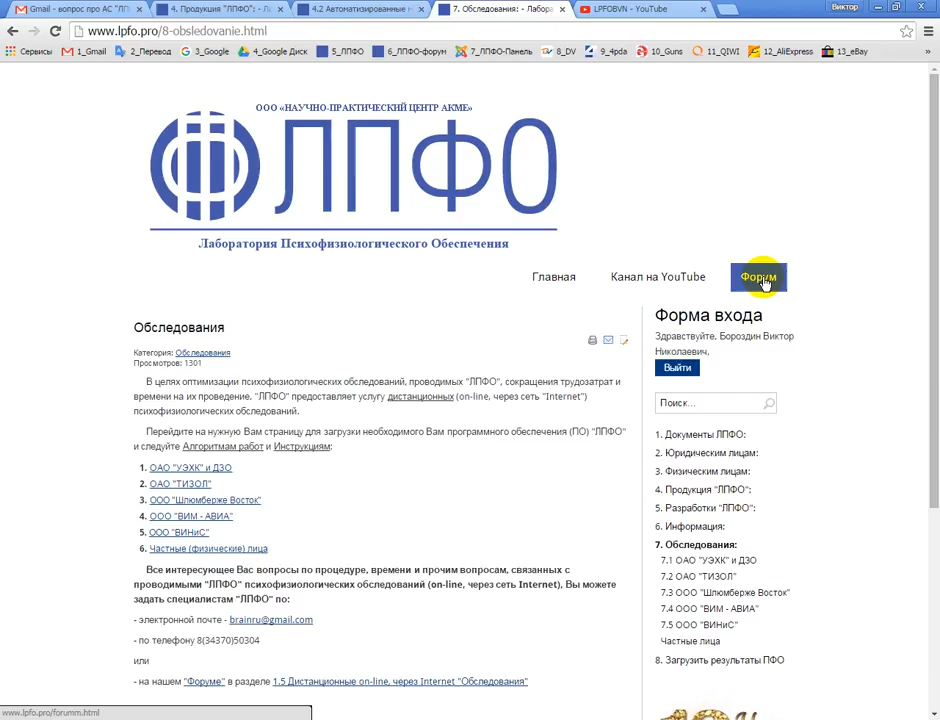 Gmail - вопрос про АС "ЛП
4. Продукция "ЛПФО": - Л
4.2 Автоматизированные
7. Обследования: - Лабора
LPFOBVN - YouTube
Виктор
www.lpfo.pro/8-obsledovanie.html
Сервисы
1_Gmail
2_Перевод
3_Google
4_Google Диск
5_ЛПФО
6_ЛПФО-форум
7_ЛПФО-Панель
8_DV
9_4pda
10_Guns
11_QIWI
12_AliExpress
13_eBay
»
ООО «НАУЧНО-ПРАКТИЧЕСКИЙ ЦЕНТР АКМЕ»
ЛПФО
Лаборатория Психофизиологического Обеспечения
Главная
Канал на YouTube
Форум
Обследования
Категория: Обследования
Просмотров: 1301
В целях оптимизации психофизиологических обследований, проводимых "ЛПФО", сокращения трудозатрат и
времени на их проведение, "ЛПФО" предоставляет услугу дистанционных (on-line, через сеть "Internet")
психофизиологических обследований.
Перейдите на нужную Вам страницу для загрузки необходимого Вам программного обеспечения (ПО) "ЛПФО"
и следуйте Алгоритмам работ и Инструкциям:
1. ОАО "УЭХК" и ДЗО
2. ОАО "ТИЗОЛ"
3. ООО "Шлюмберже Восток"
4. ООО "ВИМ - АВИА"
5. ООО "ВИНиС"
6. Частные (физические) лица
Все интересующее Вас вопросы по процедуре, времени и прочим вопросам, связанных с
проводимыми "ЛПФО" психофизиологических обследований (on-line, через сеть Internet), Вы можете
задать специалистам "ЛПФО" по:
- электронной почте - brainru@gmail.com
- по телефону 8(34370)50304
или
- на нашем "Форуме" в разделе 1.5 Дистанционные on-line, через Internet "Обследования"
Форма входа
Здравствуйте, Бороздин Виктор
Николаевич,
Выйти
Поиск...
1. Документы ЛПФО:
2. Юридическим лицам:
3. Физическим лицам:
4. Продукция "ЛПФО":
5. Разработки "ЛПФО":
6. Информация:
7. Обследования:
7.1 ОАО "УЭХК" и ДЗО
7.2 ОАО "ТИЗОЛ"
7.3 ООО "Шлюмберже Восток"
7.4 ООО "ВИМ - АВИА"
7.5 ООО "ВИНиС"
Частные лица
8. Загрузить результаты ПФО
www.lpfo.pro/forumm.html